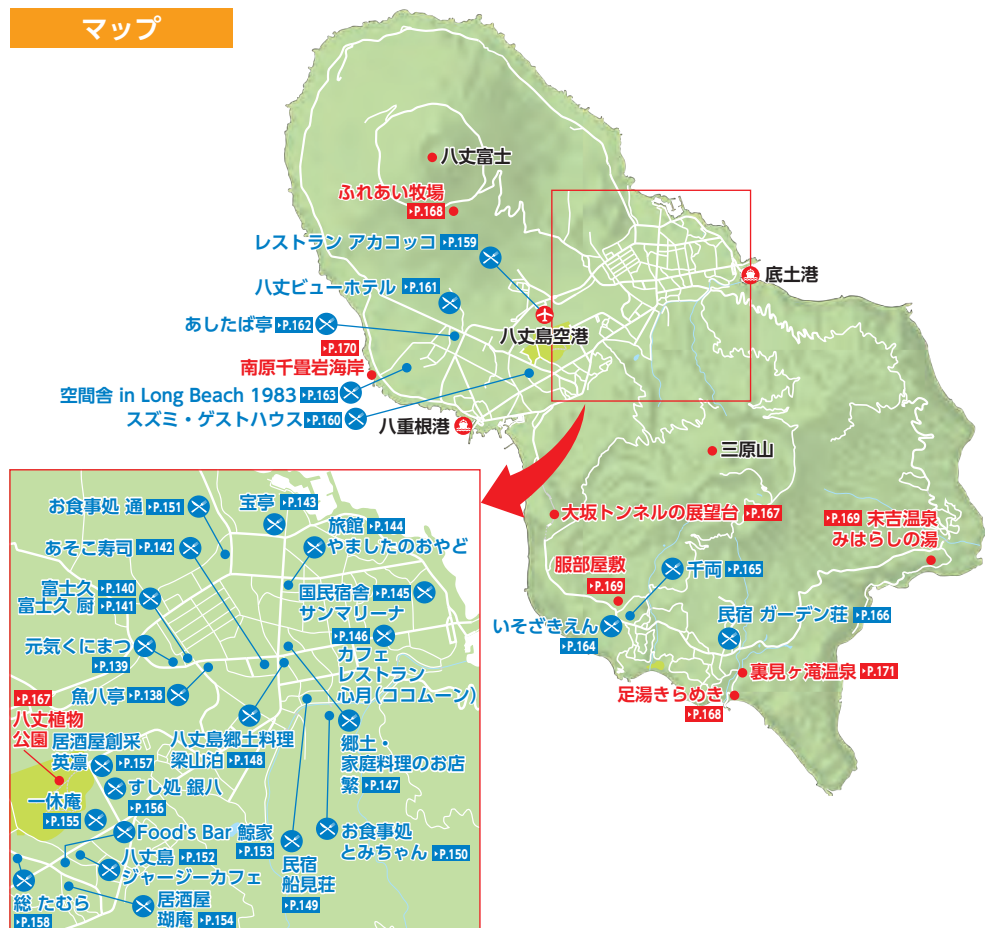 マップ
八丈富士
ふれあい牧場
▶P.168
レストラン アカコッコ ▶P.159
八丈ビューホテル ▶P.161
あしたば亭 ▶P.162
▶P.170
南原千畳岩海岸
空間舎 in Long Beach 1983 ▶P.163
スズミ・ゲストハウス ▶P.160
八丈島空港
底土港
八重根港
三原山
大坂トンネルの展望台 ▶P.167
▶P.169 末吉温泉
みはらしの湯
服部屋敷
▶P.169
千両 ▶P.165
いそざきえん
▶P.164
民宿 ガーデン荘 ▶P.166
裏見ヶ滝温泉 ▶P.171
足湯きらめき
▶P.168
お食事処 通 ▶P.151
宝亭 ▶P.143
旅館 ▶P.144
やましたのおやど
あそこ寿司 ▶P.142
富士久 ▶P.140
富士久 厨 ▶P.141
国民宿舎 ▶P.145
サンマリーナ
元気くにまつ
▶P.139
▶P.146
カフェ
レストラン
心月(ココムーン)
魚八亭 ▶P.138
▶P.167
八丈植物
公園
居酒屋創采
英凛 ▶P.157
八丈島郷土料理
梁山泊 ▶P.148
郷土・
家庭料理のお店
繁 ▶P.147
すし処 銀八
▶P.156
一休庵
▶P.155
Food's Bar 鯨家
▶P.153
お食事処
とみちゃん ▶P.150
八丈島 ▶P.152
ジャージーカフェ
民宿
船見荘
▶P.149
総 たむら
▶P.158
居酒屋
瑚庵 ▶P.154